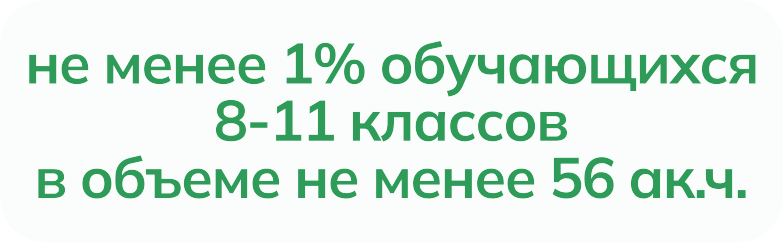 не менее 1% обучающихся
8-11 классов
в объеме не менее 56 ак.ч.